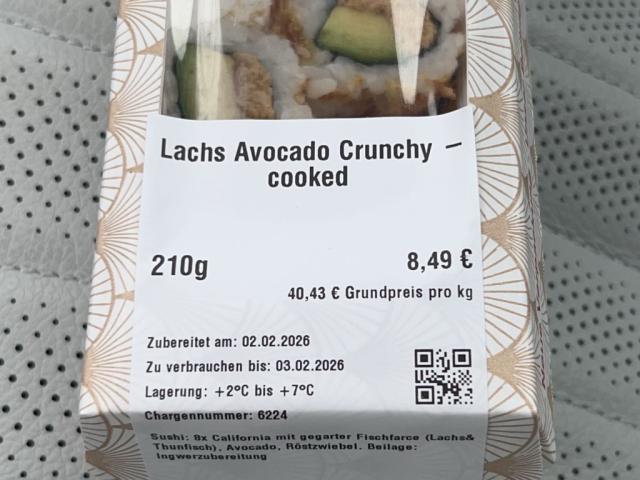 Lachs Avocado Crunchy –
cooked
210g
8,49 €
40,43 € Grundpreis pro kg
Zubereitet am: 02.02.2026
Zu verbrauchen bis: 03.02.2026
Lagerung: +2°C bis +7°C
Chargennummer: 6224
Sushi: 8x California mit gegarter Fischfarce (Lachs&
Thunfisch), Avocado, Röstzwiebel. Beilage:
Ingwerzubereitung